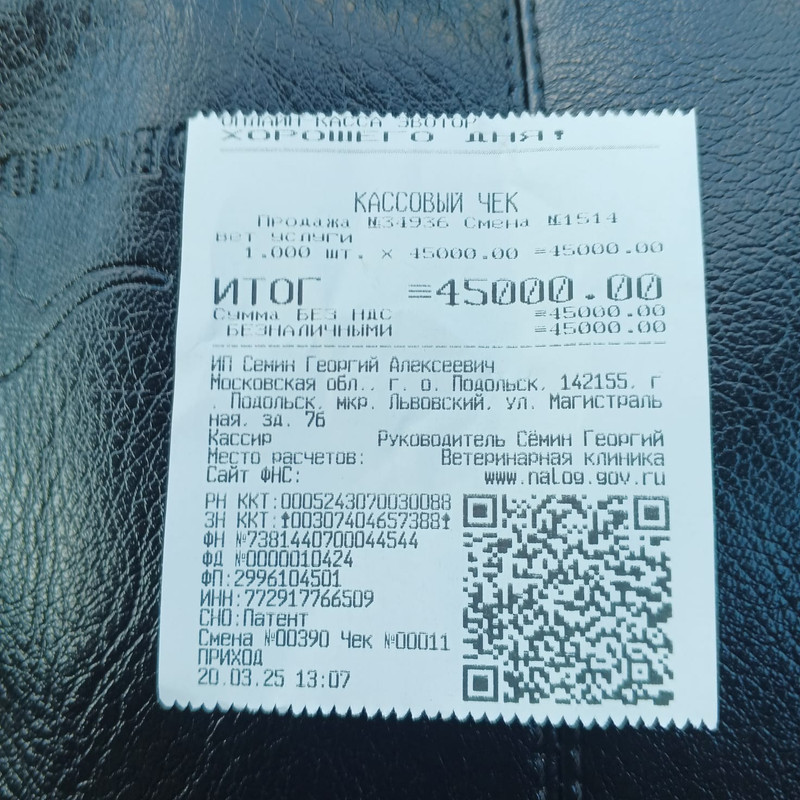 ОНЛАЙН КАССА ЭВОТОР
ХОРОШЕГО ДНЯ!
КАССОВЫЙ ЧЕК
Продажа №34936 Смена №1514
вет услуги
1.000 шт. х 45000.00 =45000.00
ИТОГ =45000.00
Сумма БЕЗ НДС =45000.00
БЕЗНАЛИЧНЫМИ =45000.00
ИП Семин Георгий Алексеевич
Московская обл., г. о. Подольск, 142155, г
. Подольск, мкр. Львовский, ул. Магистраль
ная, зд. 7б
Кассир Руководитель Сёмин Георгий
Место расчетов: Ветеринарная клиника
Сайт ФНС: www.nalog.gov.ru
РН ККТ:0005243070030088
ЗН ККТ:↟00307404657388↟
ФН №7381440700044544
ФД №0000010424
ФП:2996104501
ИНН:772917766509
СНО:Патент
Смена №00390 Чек №00011
ПРИХОД
20.03.25 13:07